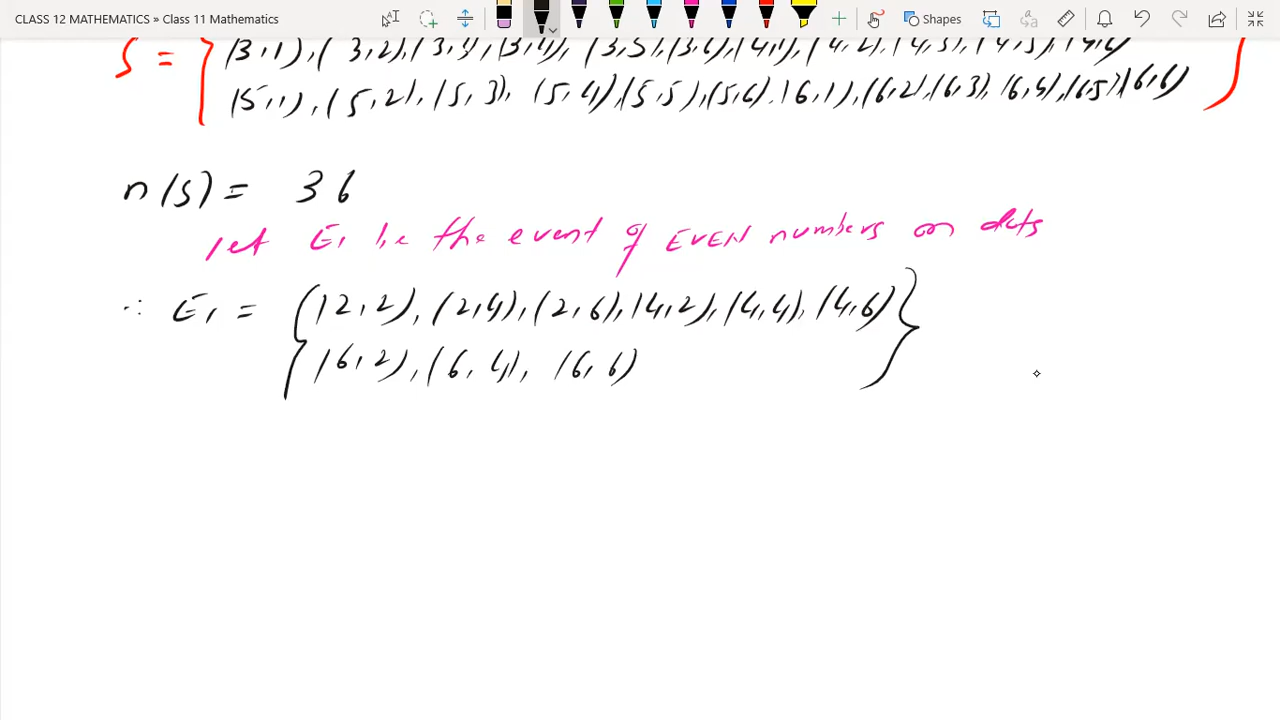 CLASS 12 MATHEMATICS » Class 11 Mathematics
Shapes
S = { (3,1), (3,2), (3,3), (3,4), (3,5), (3,6), (4,1), (4,2), (4,3), (4,5), (4,6)
(5,1), (5,2), (5,3), (5,4), (5,5), (5,6), (6,1), (6,2), (6,3), (6,4), (6,5), (6,6) }
n(S) = 36
let E1 be the event of EVEN numbers on
∴ E1 = { (2,2), (2,4), (2,6), (4,2), (4,4), (4,6)
(6,2), (6,4), (6,6) }